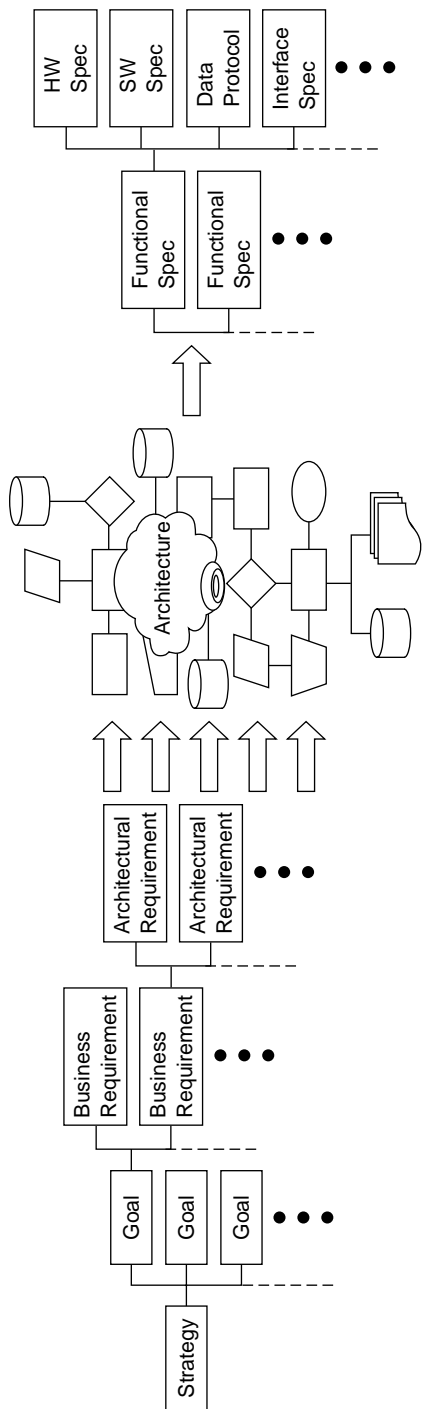 Strategy
Goal
Goal
Goal
Business
Requirement
Business
Requirement
Architectural
Requirement
Architectural
Requirement
Architecture
Functional
Spec
Functional
Spec
HW
Spec
SW
Spec
Data
Protocol
Interface
Spec